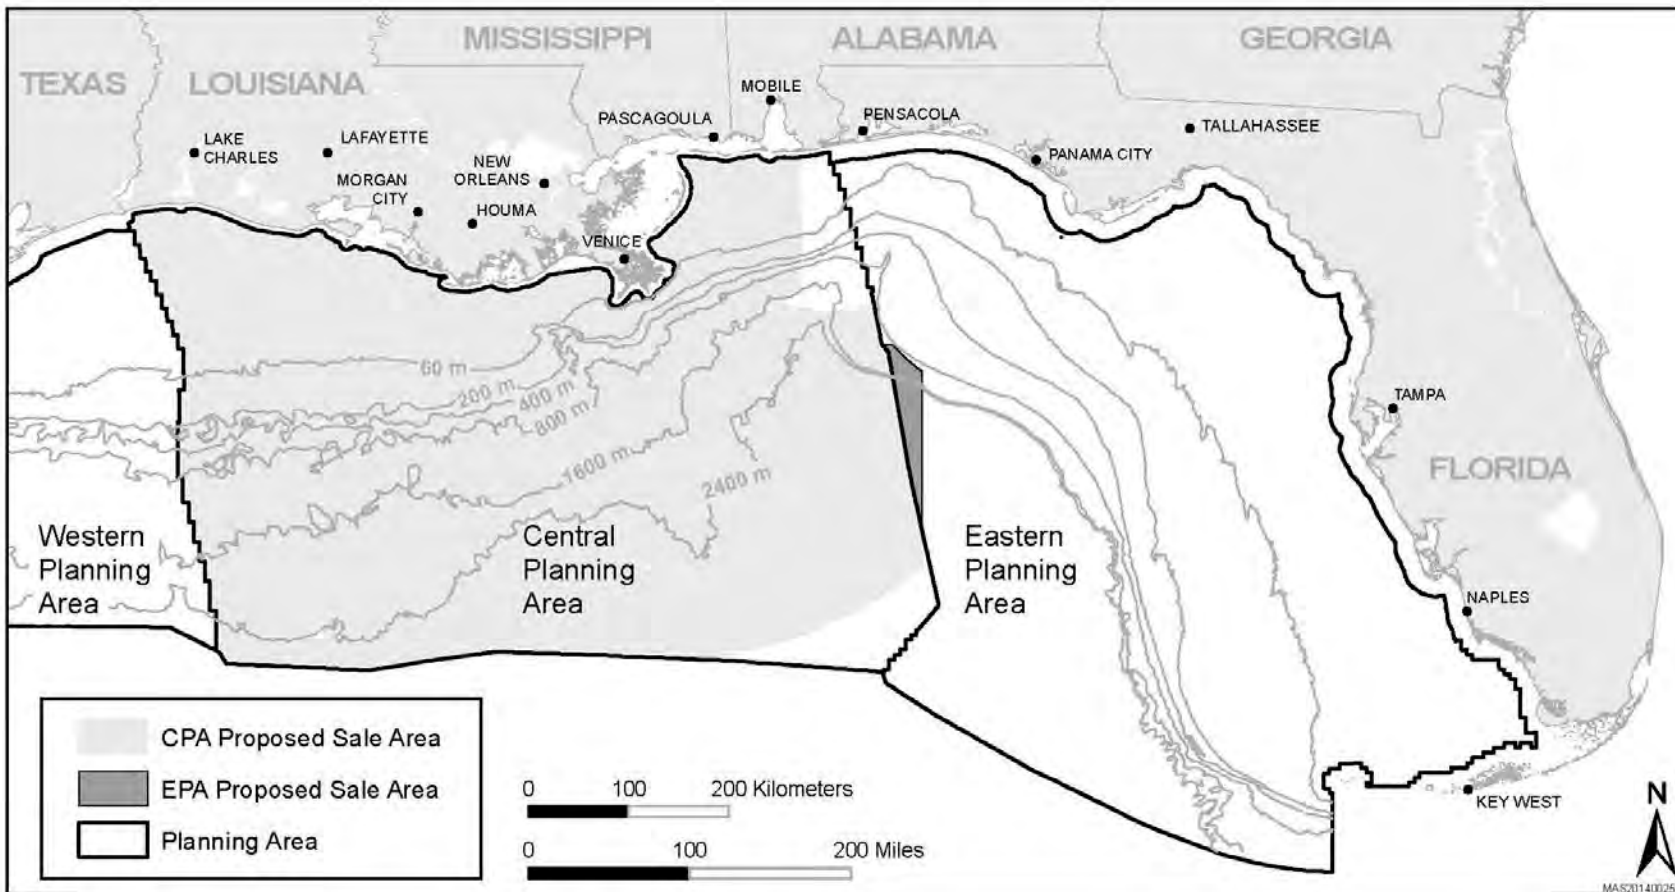 MISSISSIPPI
ALABAMA
GEORGIA
TEXAS
LOUISIANA
MOBILE
PASCAGOULA
PENSACOLA
TALLAHASSEE
LAKE
CHARLES
LAFAYETTE
NEW
ORLEANS
PANAMA CITY
MORGAN
CITY
HOUMA
VENICE
60 m
200 m
400 m
800 m
1600 m
2400 m
TAMPA
FLORIDA
Western
Planning
Area
Central
Planning
Area
Eastern
Planning
Area
NAPLES
KEY WEST
CPA Proposed Sale Area
EPA Proposed Sale Area
Planning Area
0 100 200 Kilometers
0 100 200 Miles
N
MAS20140026